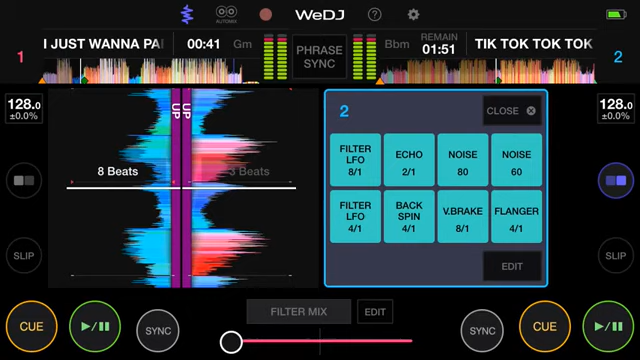 AUTOMIX
WeDJ
?
1
I JUST WANNA PA
00:41
Gm
PHRASE
SYNC
Bbm
REMAIN
01:51
TIK TOK TOK TOK
2
128.0
±0.0%
UP
UP
8 Beats
3 Beats
2
CLOSE
FILTER
LFO
8/1
ECHO
2/1
NOISE
80
NOISE
60
FILTER
LFO
4/1
BACK
SPIN
4/1
V.BRAKE
8/1
FLANGER
4/1
EDIT
128.0
±0.0%
SLIP
SLIP
CUE
SYNC
FILTER MIX
EDIT
SYNC
CUE